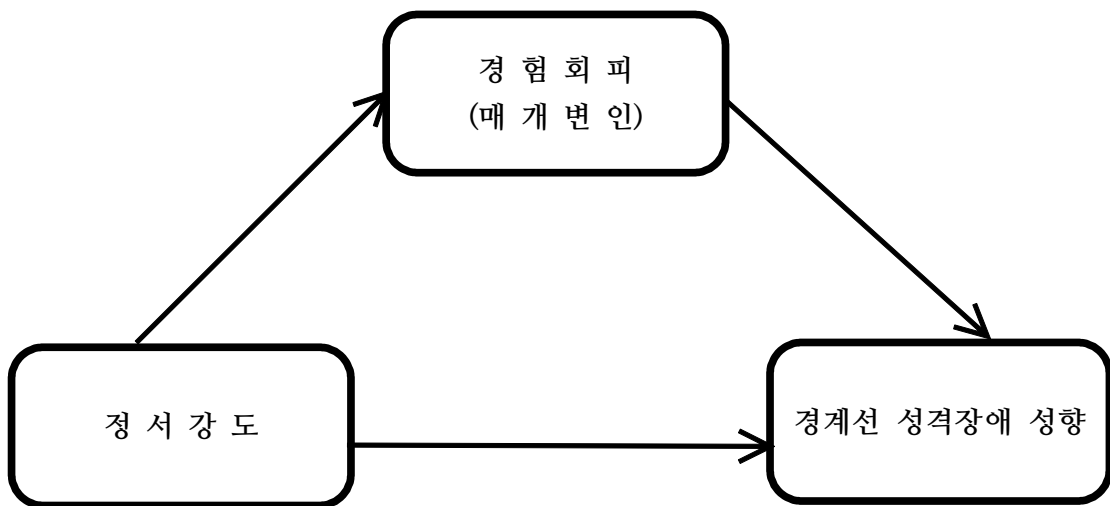 경 험 회 피
(매 개 변 인)
정 서 강 도
경계선 성격장애 성향